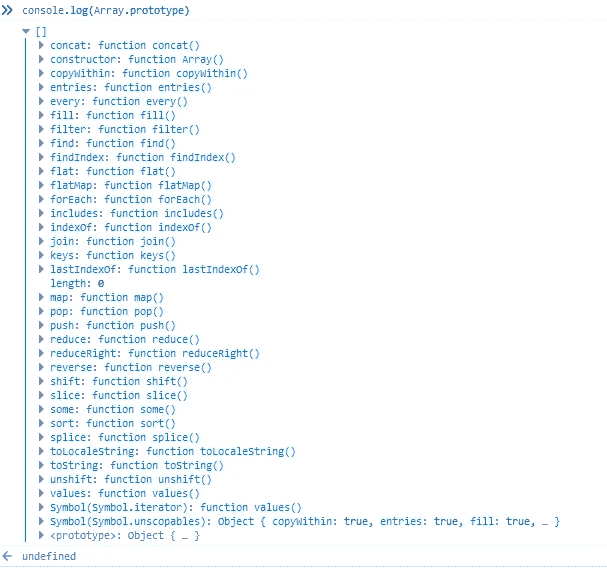 console.log(Array.prototype)
[]
concat: function concat()
constructor: function Array()
copyWithin: function copyWithin()
entries: function entries()
every: function every()
fill: function fill()
filter: function filter()
find: function find()
findIndex: function findIndex()
flat: function flat()
flatMap: function flatMap()
forEach: function forEach()
includes: function includes()
indexOf: function indexOf()
join: function join()
keys: function keys()
lastIndexOf: function lastIndexOf()
length: 0
map: function map()
pop: function pop()
push: function push()
reduce: function reduce()
reduceRight: function reduceRight()
reverse: function reverse()
shift: function shift()
slice: function slice()
some: function some()
sort: function sort()
splice: function splice()
toLocaleString: function toLocaleString()
toString: function toString()
unshift: function unshift()
values: function values()
Symbol(Symbol.iterator): function values()
Symbol(Symbol.unscopables): Object { copyWithin: true, entries: true, fill: true, … }
<prototype>: Object { … }
undefined